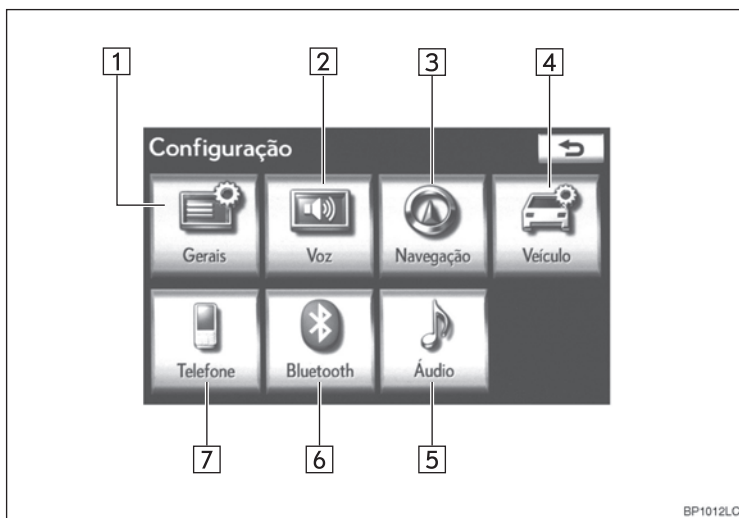 1 2 3 4
Configuração
Gerais Voz Navegação Veículo
Telefone Bluetooth Áudio
7 6 5
BP1012LC